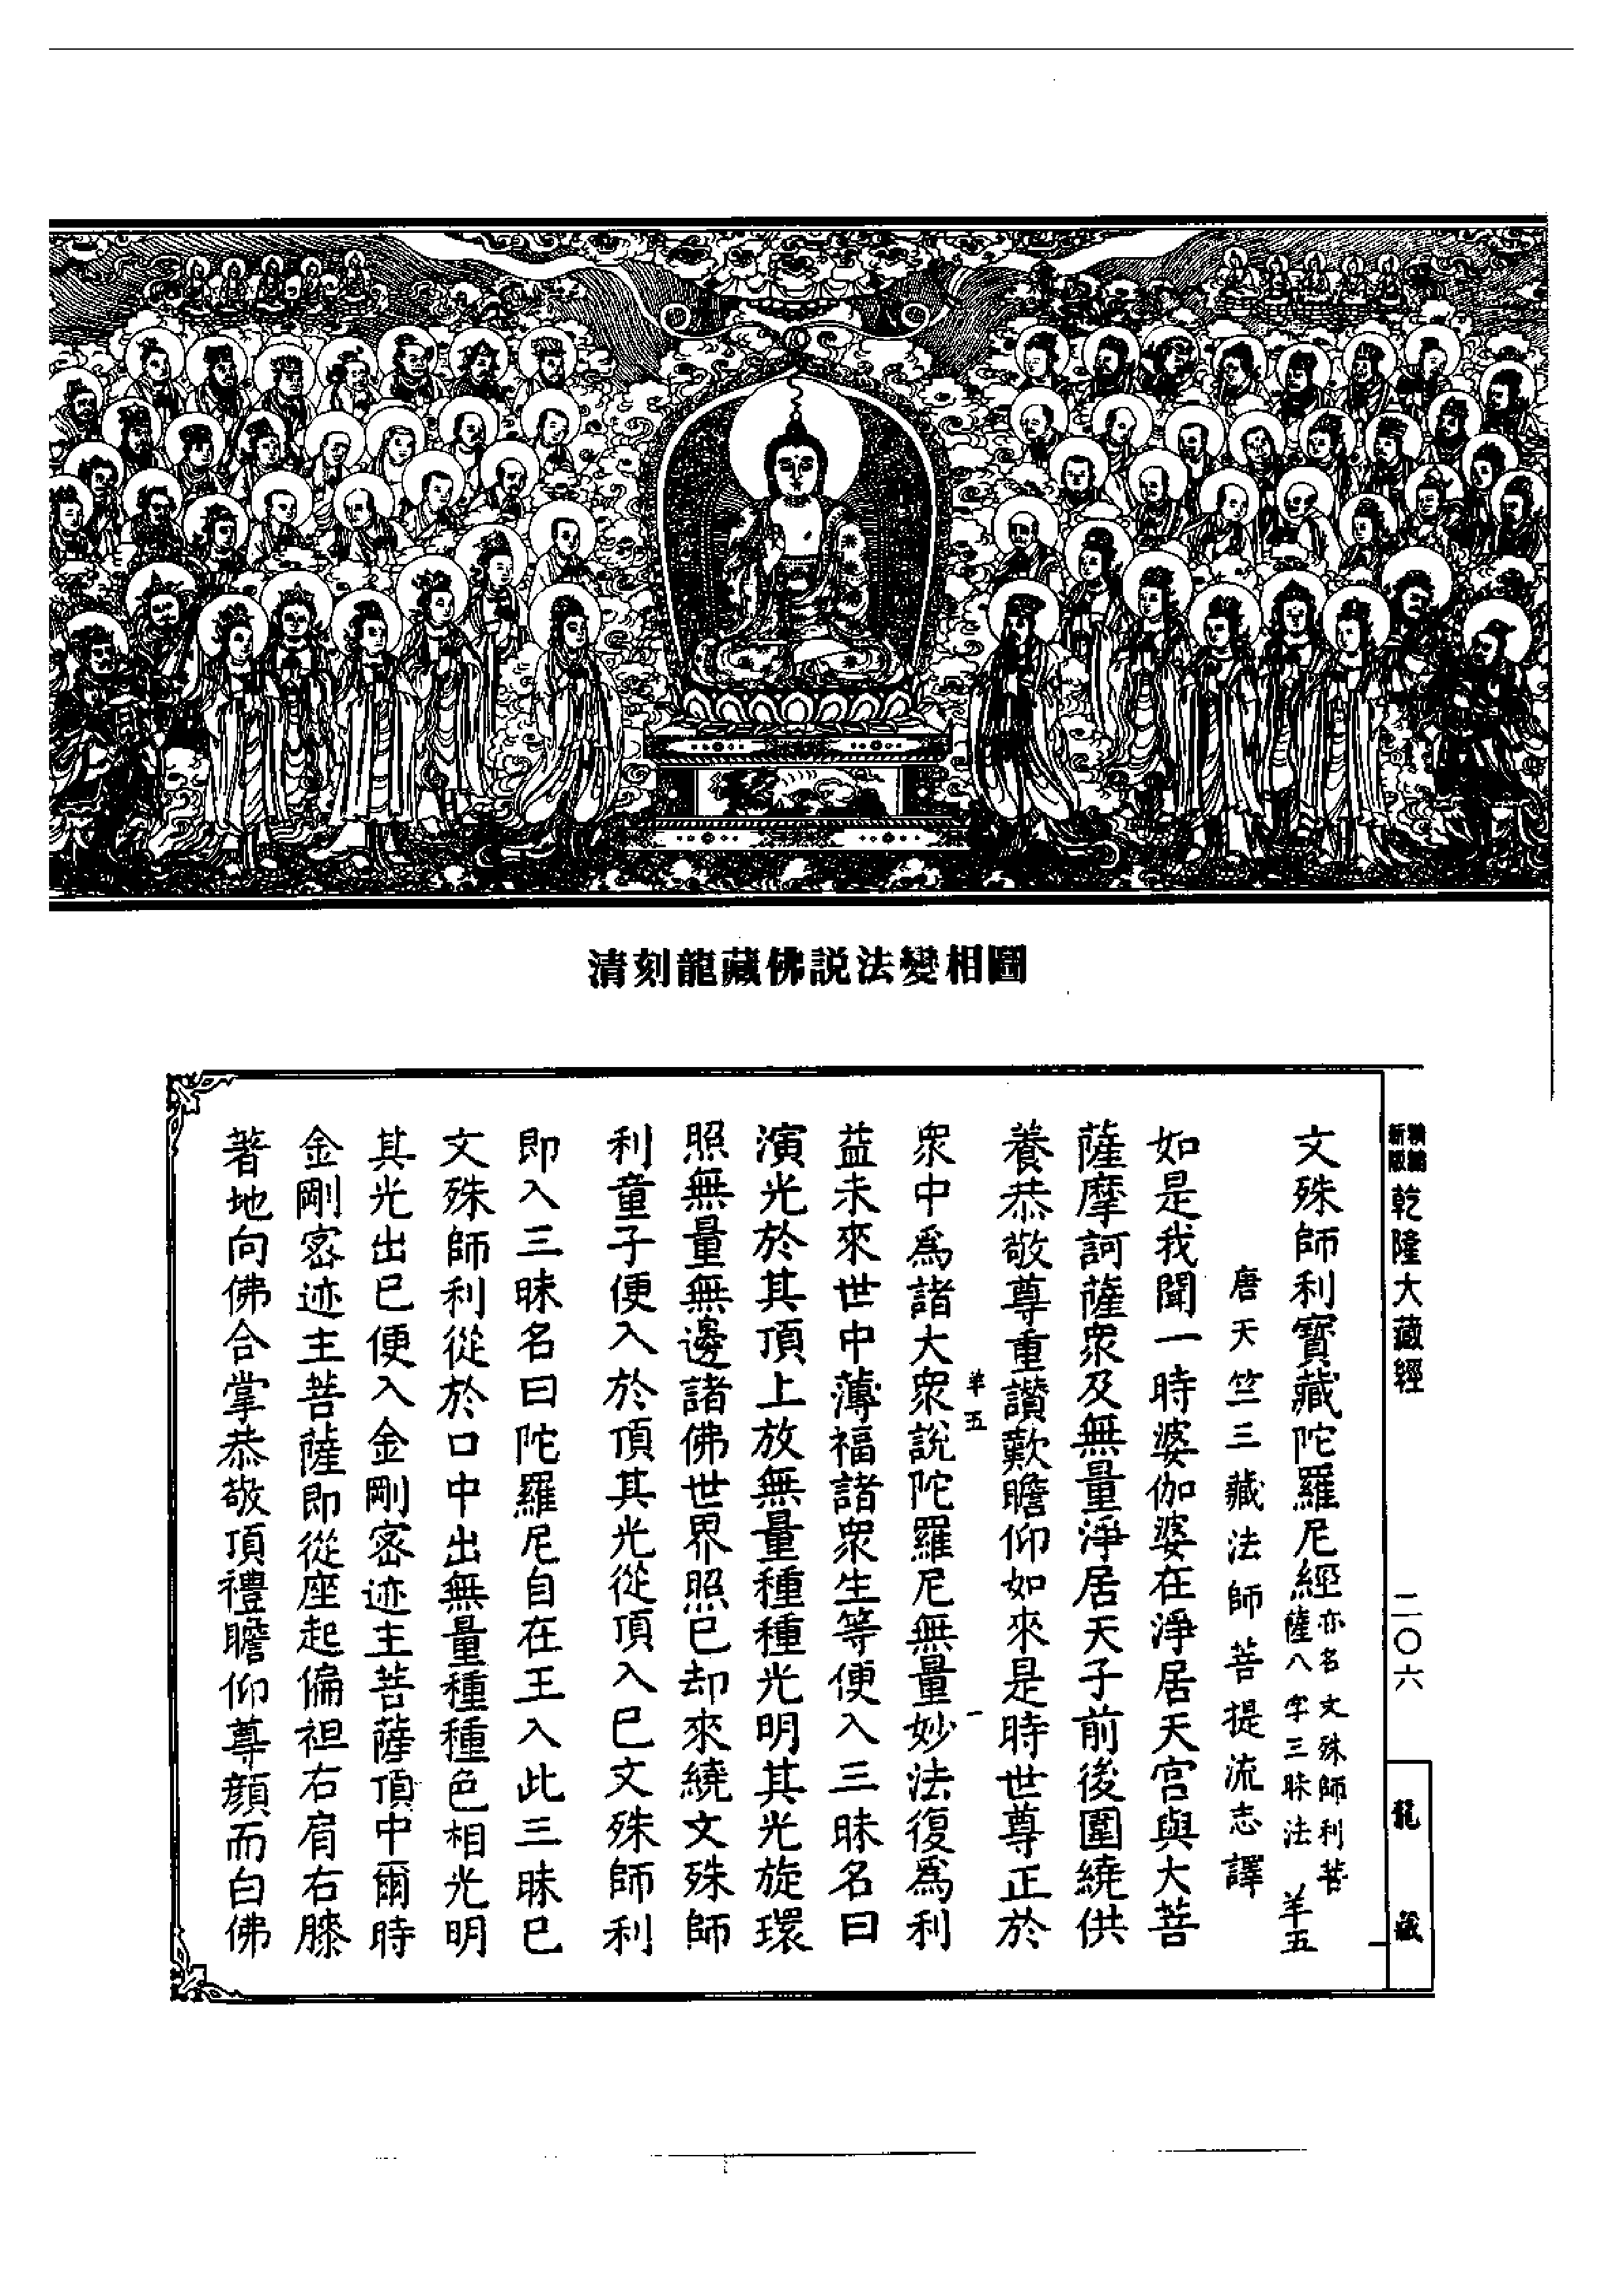 清刻龍藏佛説法變相圖
新版
精縮
乾隆大藏經
二〇六
龍藏
文殊師利寶藏陀羅尼經
亦名文殊師利菩
薩八字三昧法
羊五
唐天竺三藏法師菩提流志譯
如是我聞一時婆伽婆在淨居天宮與大菩
薩摩訶薩衆及無量淨居天子前後圍繞供
養恭敬尊重讚歎瞻仰如來是時世尊正於
羊五
一
衆中爲諸大衆説陀羅尼無量妙法復爲利
益未來世中薄福諸衆生等便入三昧名曰
演光於其頂上放無量種種光明其光旋環
照無量無邊諸佛世界照已却來繞文殊師
利童子便入於頂其光從頂入已文殊師利
即入三昧名曰陀羅尼自在王入此三昧已
文殊師利從於口中出無量種種色相光明
其光出已便入金剛密迹主菩薩頂中爾時
金剛密迹主菩薩即從座起偏袒右肩右膝
著地向佛合掌恭敬頂禮瞻仰尊顔而白佛